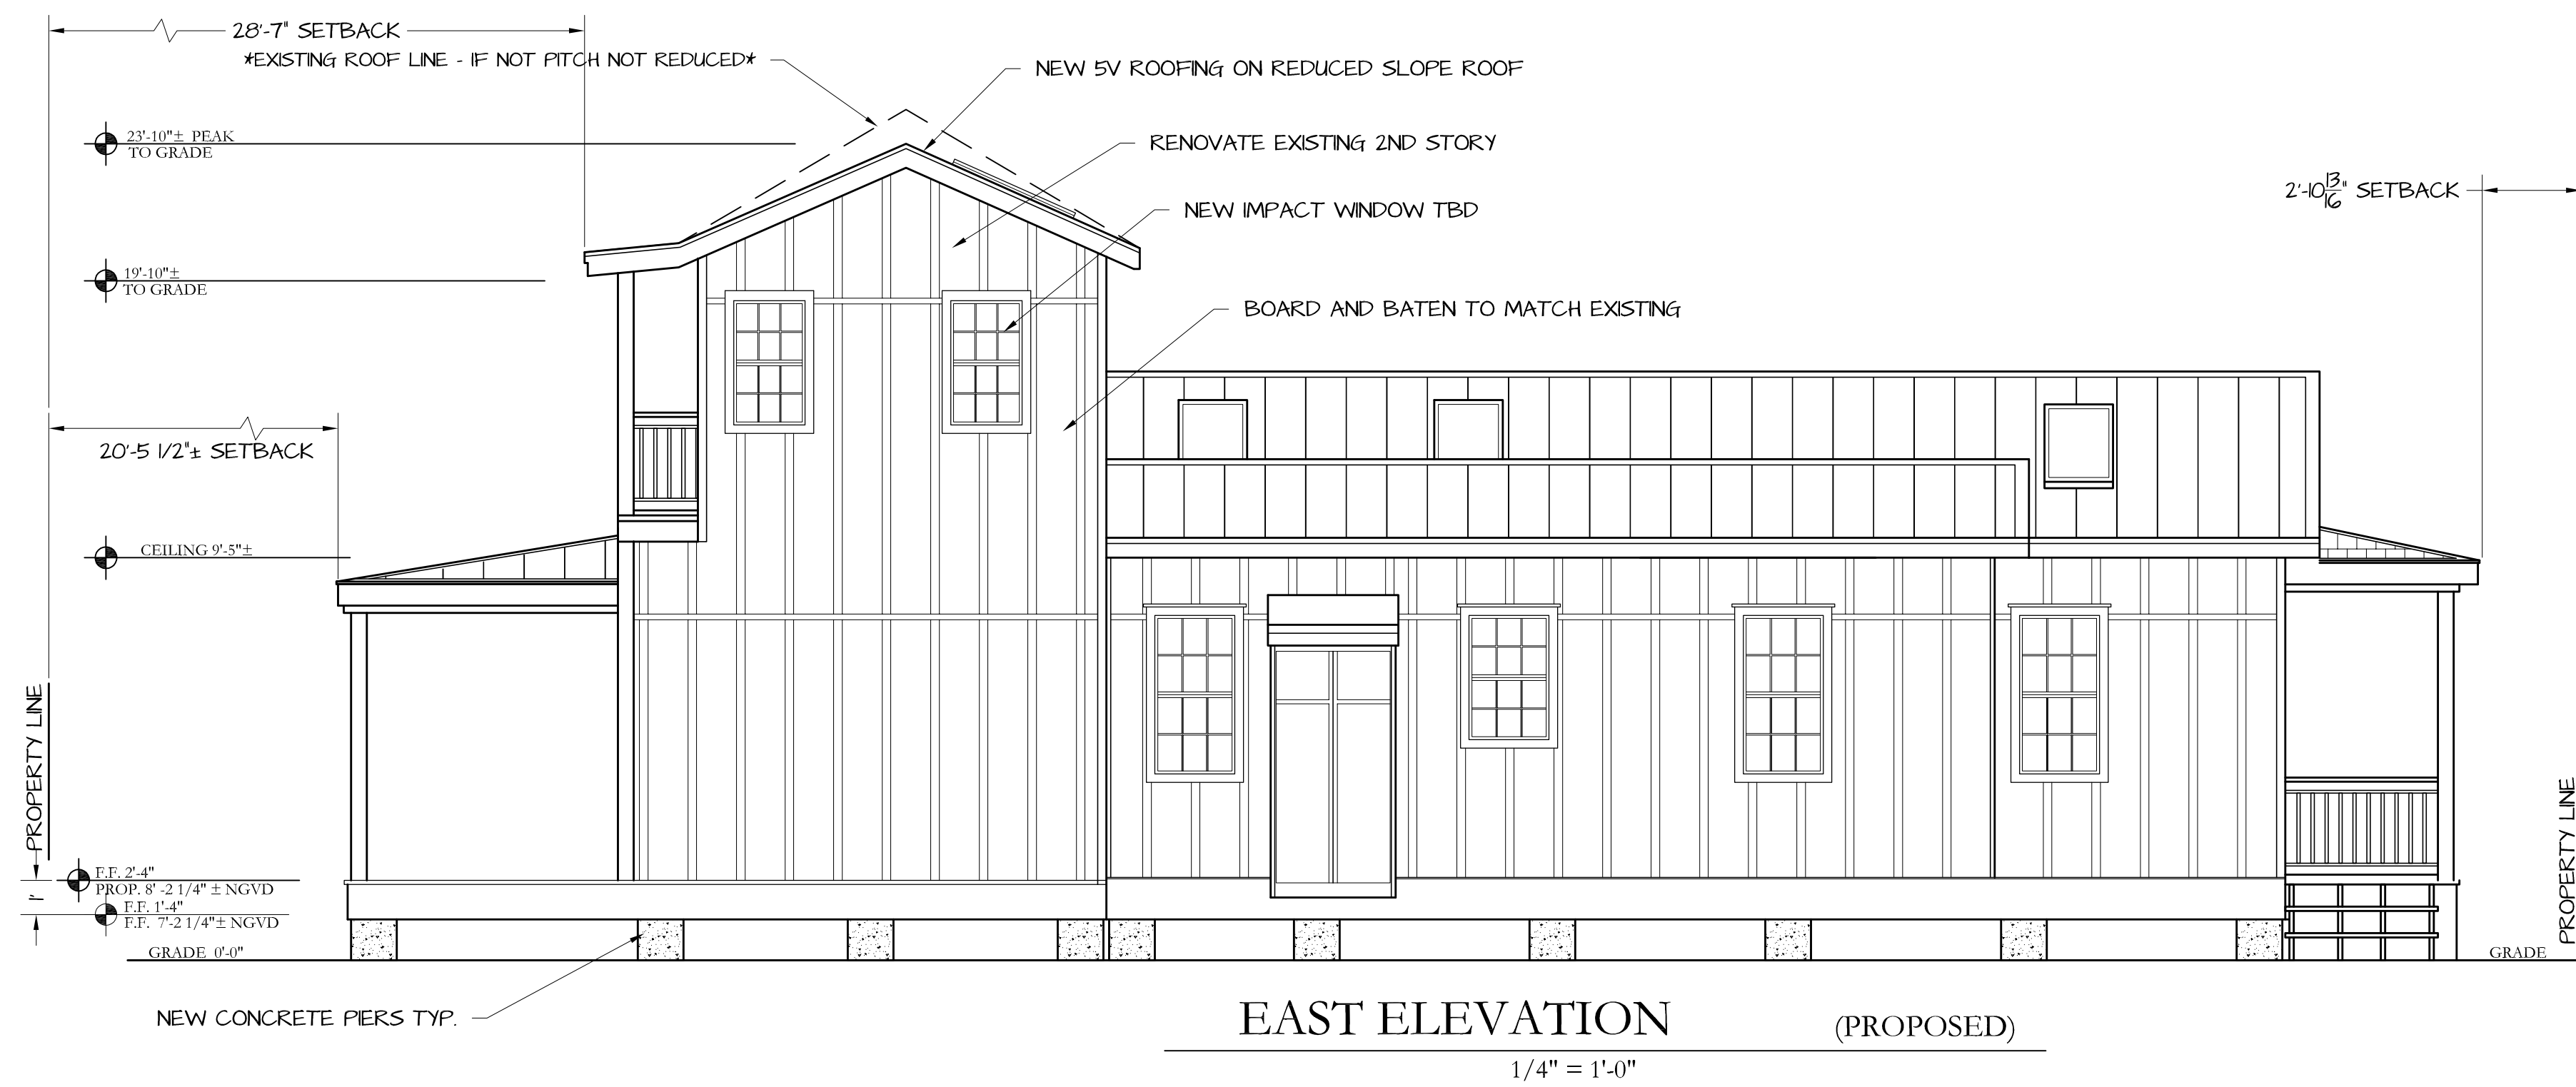 28'-7" SETBACK
*EXISTING ROOF LINE - IF NOT PITCH NOT REDUCED*
NEW 5V ROOFING ON REDUCED SLOPE ROOF
23'-10"± PEAK
TO GRADE
RENOVATE EXISTING 2ND STORY
2'-10 13/16" SETBACK
NEW IMPACT WINDOW TBD
19'-10"±
TO GRADE
BOARD AND BATEN TO MATCH EXISTING
20'-5 1/2"± SETBACK
CEILING 9'-5"±
PROPERTY LINE
PROPERTY LINE
F.F. 2'-4"
PROP. 8' -2 1/4" ± NGVD
1'
F.F. 1'-4"
F.F. 7'-2 1/4"± NGVD
GRADE 0'-0"
GRADE
NEW CONCRETE PIERS TYP.
EAST ELEVATION (PROPOSED)
1/4" = 1'-0"